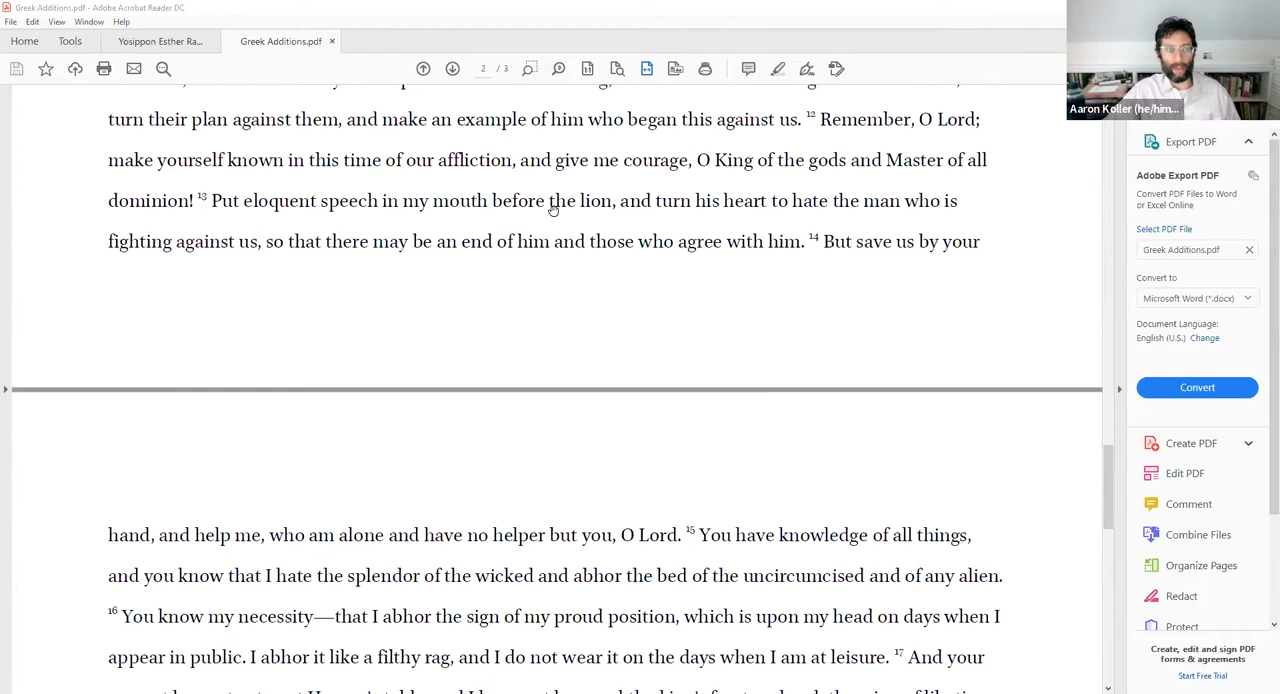 Greek Additions.pdf - Adobe Acrobat Reader DC
File Edit View Window Help
Home Tools Yosippon Esther Ra... Greek Additions.pdf ×
2 / 3
Aaron Koller (he/him...
turn their plan against them, and make an example of him who began this against us. 12 Remember, O Lord;
make yourself known in this time of our affliction, and give me courage, O King of the gods and Master of all
dominion! 13 Put eloquent speech in my mouth before the lion, and turn his heart to hate the man who is
fighting against us, so that there may be an end of him and those who agree with him. 14 But save us by your
hand, and help me, who am alone and have no helper but you, O Lord. 15 You have knowledge of all things,
and you know that I hate the splendor of the wicked and abhor the bed of the uncircumcised and of any alien.
16 You know my necessity—that I abhor the sign of my proud position, which is upon my head on days when I
appear in public. I abhor it like a filthy rag, and I do not wear it on the days when I am at leisure. 17 And your
Export PDF
Adobe Export PDF
Convert PDF Files to Word
or Excel Online
Select PDF File
Greek Additions.pdf
Convert to
Microsoft Word (*.docx)
Document Language:
English (U.S.) Change
Convert
Create PDF
Edit PDF
Comment
Combine Files
Organize Pages
Redact
Protect
Create, edit and sign PDF
forms & agreements
Start Free Trial